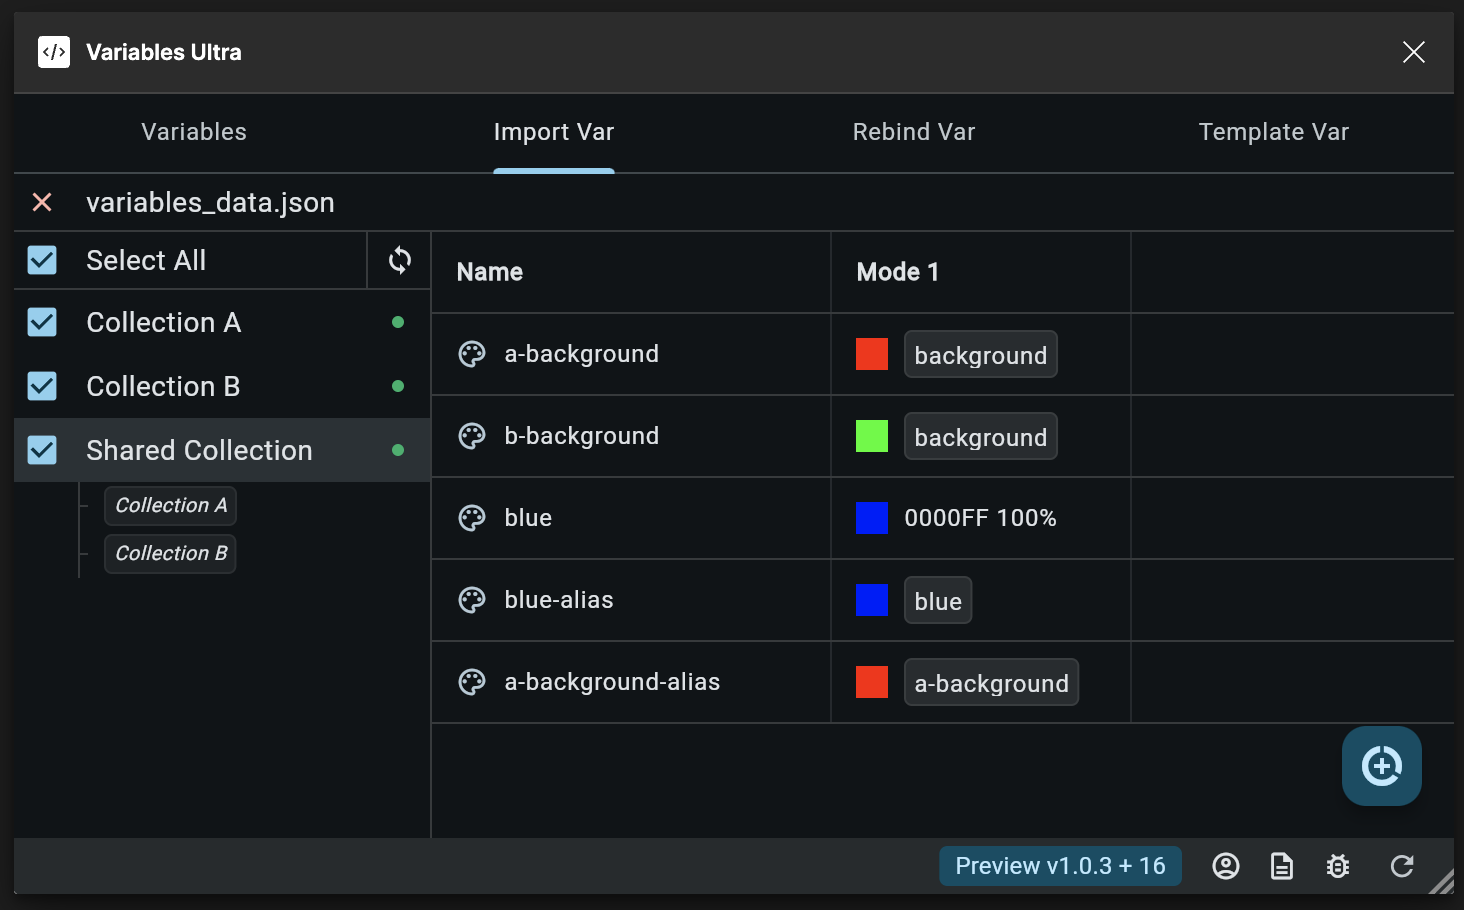 </> Variables Ultra
Variables Import Var Rebind Var Template Var
variables_data.json
Select All
Collection A
Collection B
Shared Collection
Collection A
Collection B
Name Mode 1
a-background background
b-background background
blue 0000FF 100%
blue-alias blue
a-background-alias a-background
Preview v1.0.3 + 16